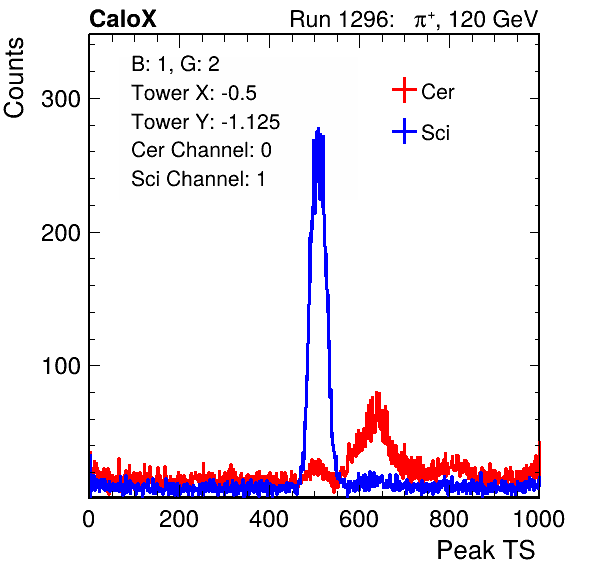 CaloX Run 1296: π⁺, 120 GeV
Counts
B: 1, G: 2
Tower X: -0.5
Tower Y: -1.125
Cer Channel: 0
Sci Channel: 1
Cer
Sci
300
200
100
0 200 400 600 800 1000
Peak TS